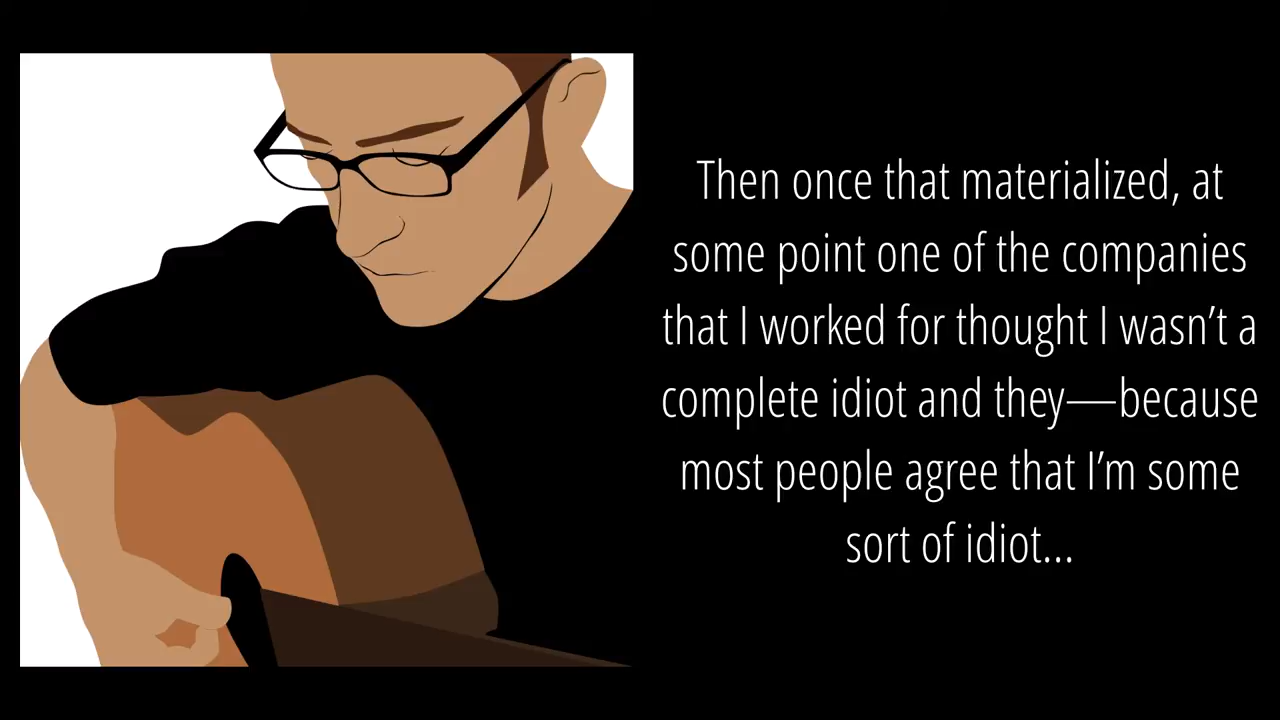 Then once that materialized, at
some point one of the companies
that I worked for thought I wasn’t a
complete idiot and they—because
most people agree that I’m some
sort of idiot...